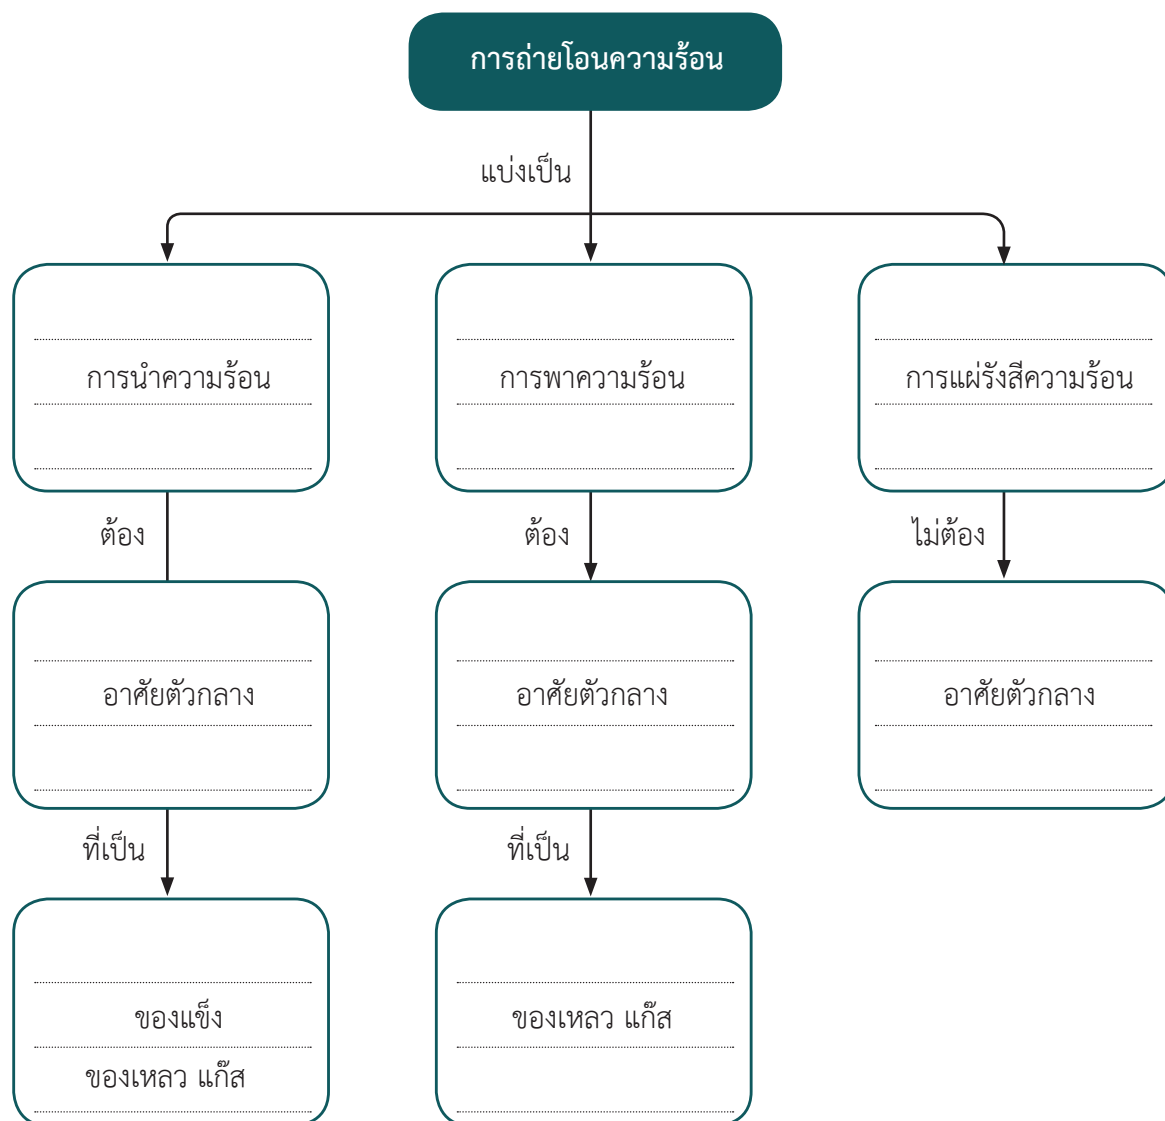 การถ่ายโอนความร้อน
แบ่งเป็น
การนำความร้อน
การพาความร้อน
การแผ่รังสีความร้อน
ต้อง
ต้อง
ไม่ต้อง
อาศัยตัวกลาง
อาศัยตัวกลาง
อาศัยตัวกลาง
ที่เป็น
ที่เป็น
ของแข็ง
ของเหลว แก๊ส
ของเหลว แก๊ส